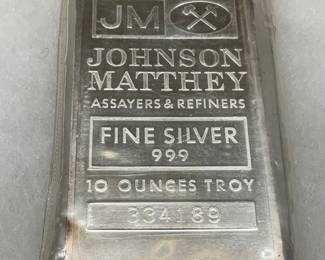 JM
JOHNSON
MATTHEY
ASSAYERS & REFINERS
FINE SILVER
999
10 OUNCES TROY
334189